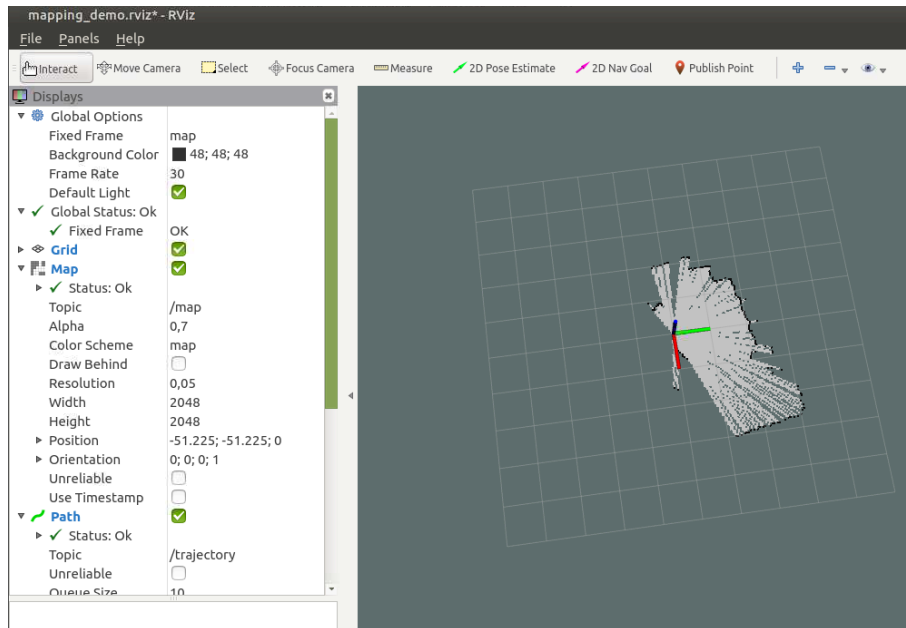 mapping_demo.rviz* - RViz
File Panels Help
Interact Move Camera Select Focus Camera Measure 2D Pose Estimate 2D Nav Goal Publish Point
Displays
Global Options
Fixed Frame map
Background Color 48; 48; 48
Frame Rate 30
Default Light
Global Status: Ok
Fixed Frame OK
Grid
Map
Status: Ok
Topic /map
Alpha 0,7
Color Scheme map
Draw Behind
Resolution 0,05
Width 2048
Height 2048
Position -51.225; -51.225; 0
Orientation 0; 0; 0; 1
Unreliable
Use Timestamp
Path
Status: Ok
Topic /trajectory
Unreliable
Queue Size 10